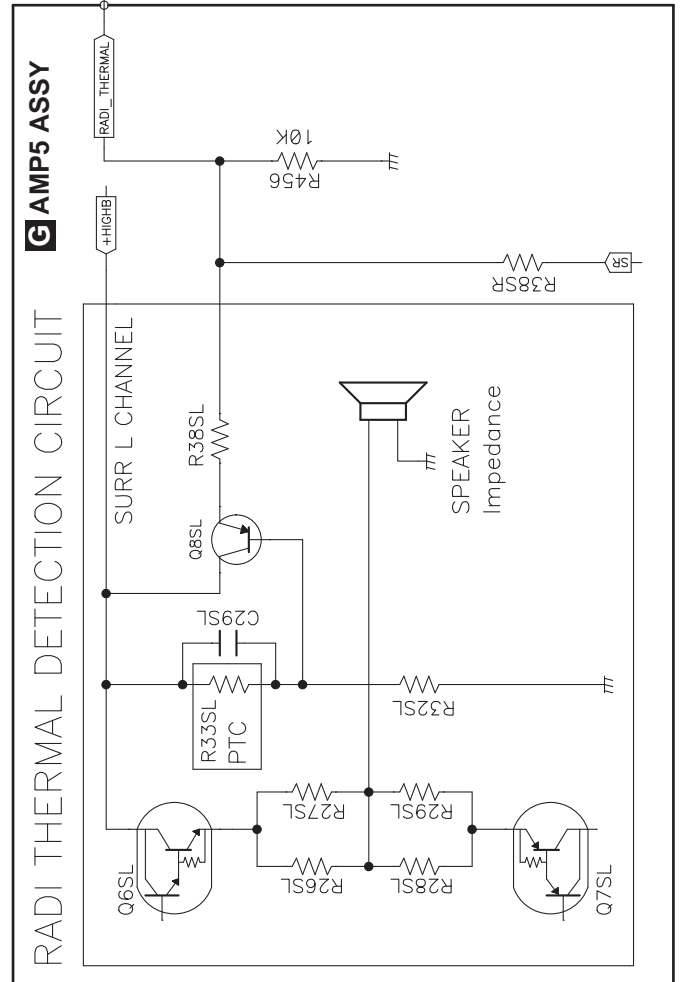 G AMP5 ASSY
RADI THERMAL DETECTION CIRCUIT
RADI_THERMAL
+HIGHB
R456
10K
SURR L CHANNEL
R38SL
R38SR
SR
Q8SL
C29SL
R33SL
PTC
R32SL
SPEAKER
Impedance
Q6SL
R27SL
R26SL
R29SL
R28SL
Q7SL